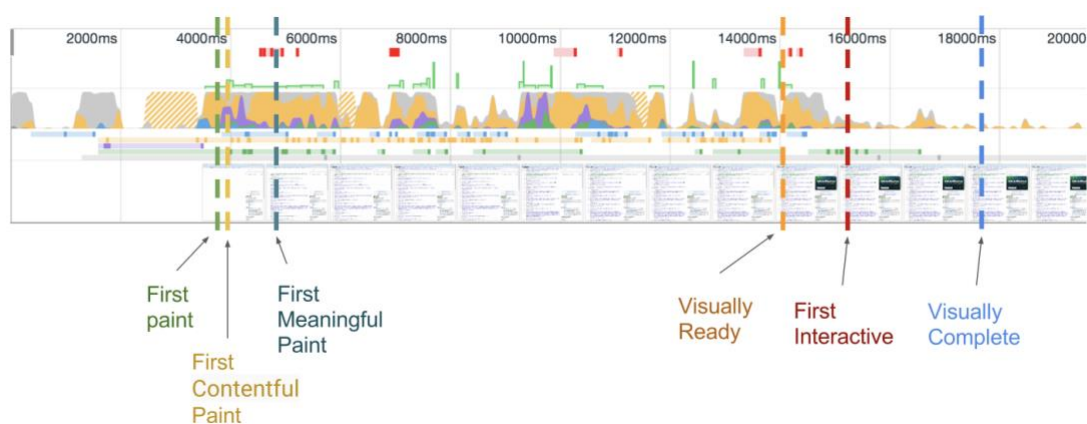 2000ms 4000ms 6000ms 8000ms 10000ms 12000ms 14000ms 16000ms 18000ms 20000
First
paint
First
Contentful
Paint
First
Meaningful
Paint
Visually
Ready
First
Interactive
Visually
Complete